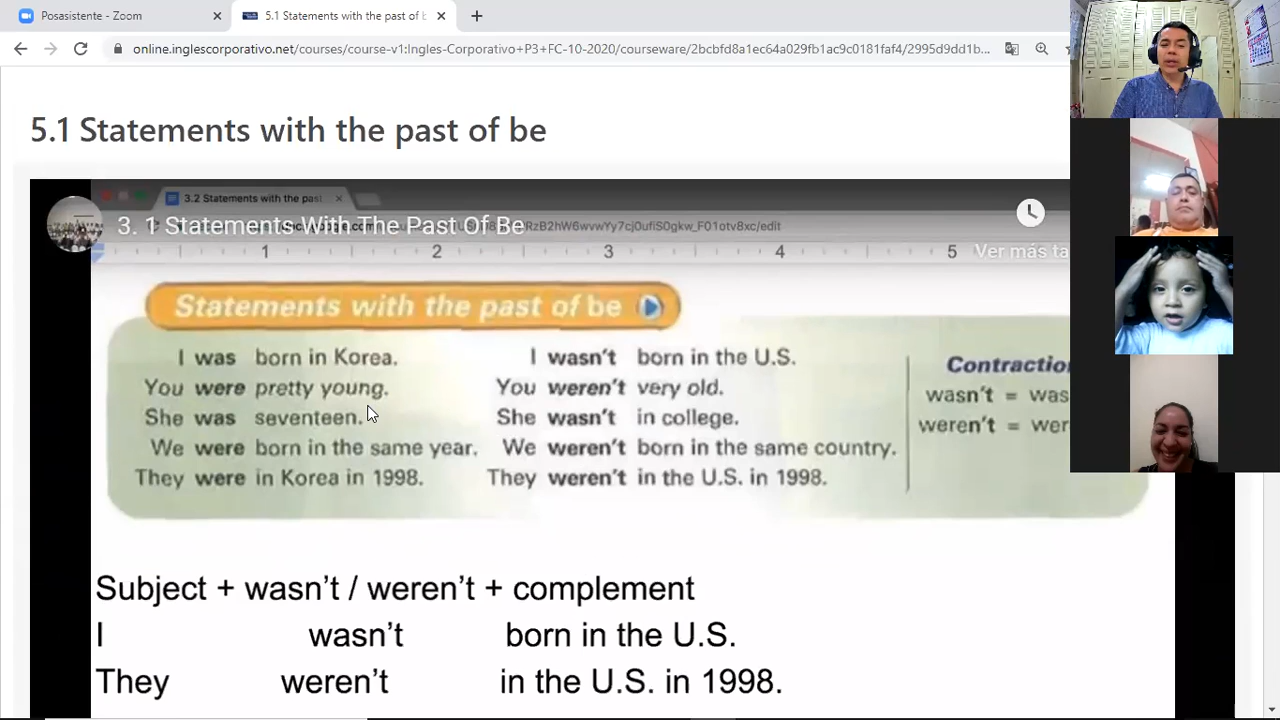 Posasistente - Zoom
5.1 Statements with the past of
online.inglescorporativo.net/courses/course-v1:Ingles-Corporativo+P3+FC-10-2020/courseware/
5.1 Statements with the past of be
3.2 Statements with the past
3. 1 Statements With The Past Of Be
1 2 3 4 5 Ver más ta
Statements with the past of be
I was born in Korea. I wasn't born in the U.S.
You were pretty young. You weren't very old.
She was seventeen. She wasn't in college.
We were born in the same year. We weren't born in the same country.
They were in Korea in 1998. They weren't in the U.S. in 1998.
Contraction
wasn't = was
weren't = wer
Subject + wasn't / weren't + complement
I wasn't born in the U.S.
They weren't in the U.S. in 1998.